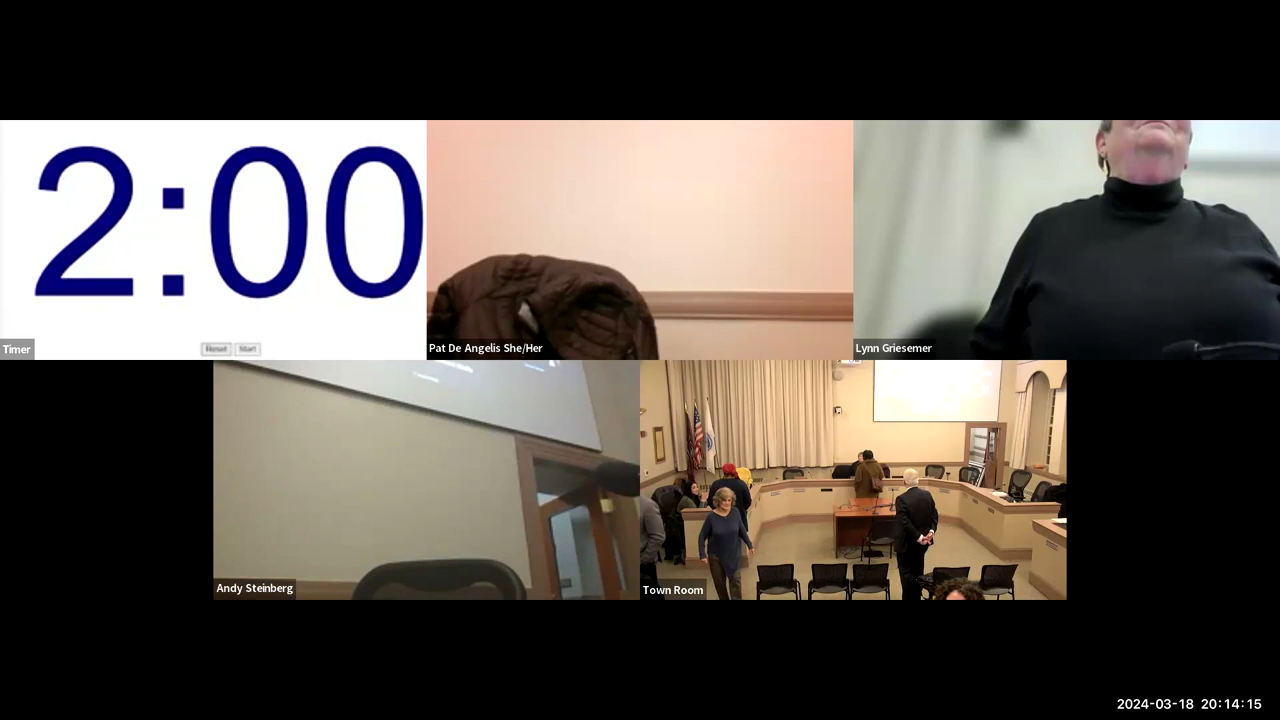 2:00
Reset Start
Timer
Pat De Angelis She/Her
Lynn Griesemer
Andy Steinberg
Town Room
2024-03-18 20:14:15